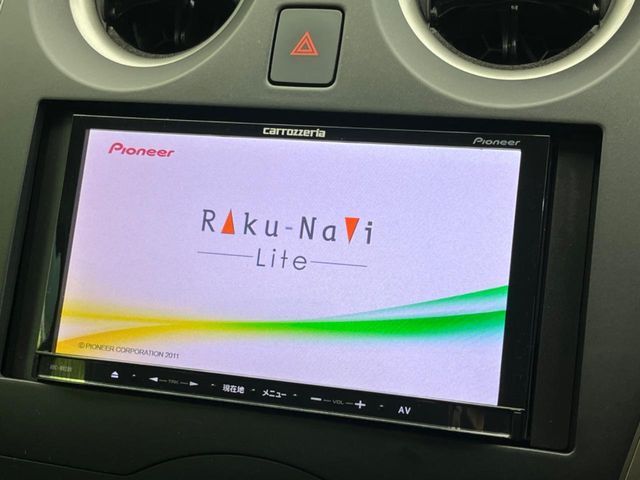 carrozzeria
Pioneer
Pioneer
Raku-Navi
Lite
© PIONEER CORPORATION 2011
TRK 現在地 メニュー − VOL + AV